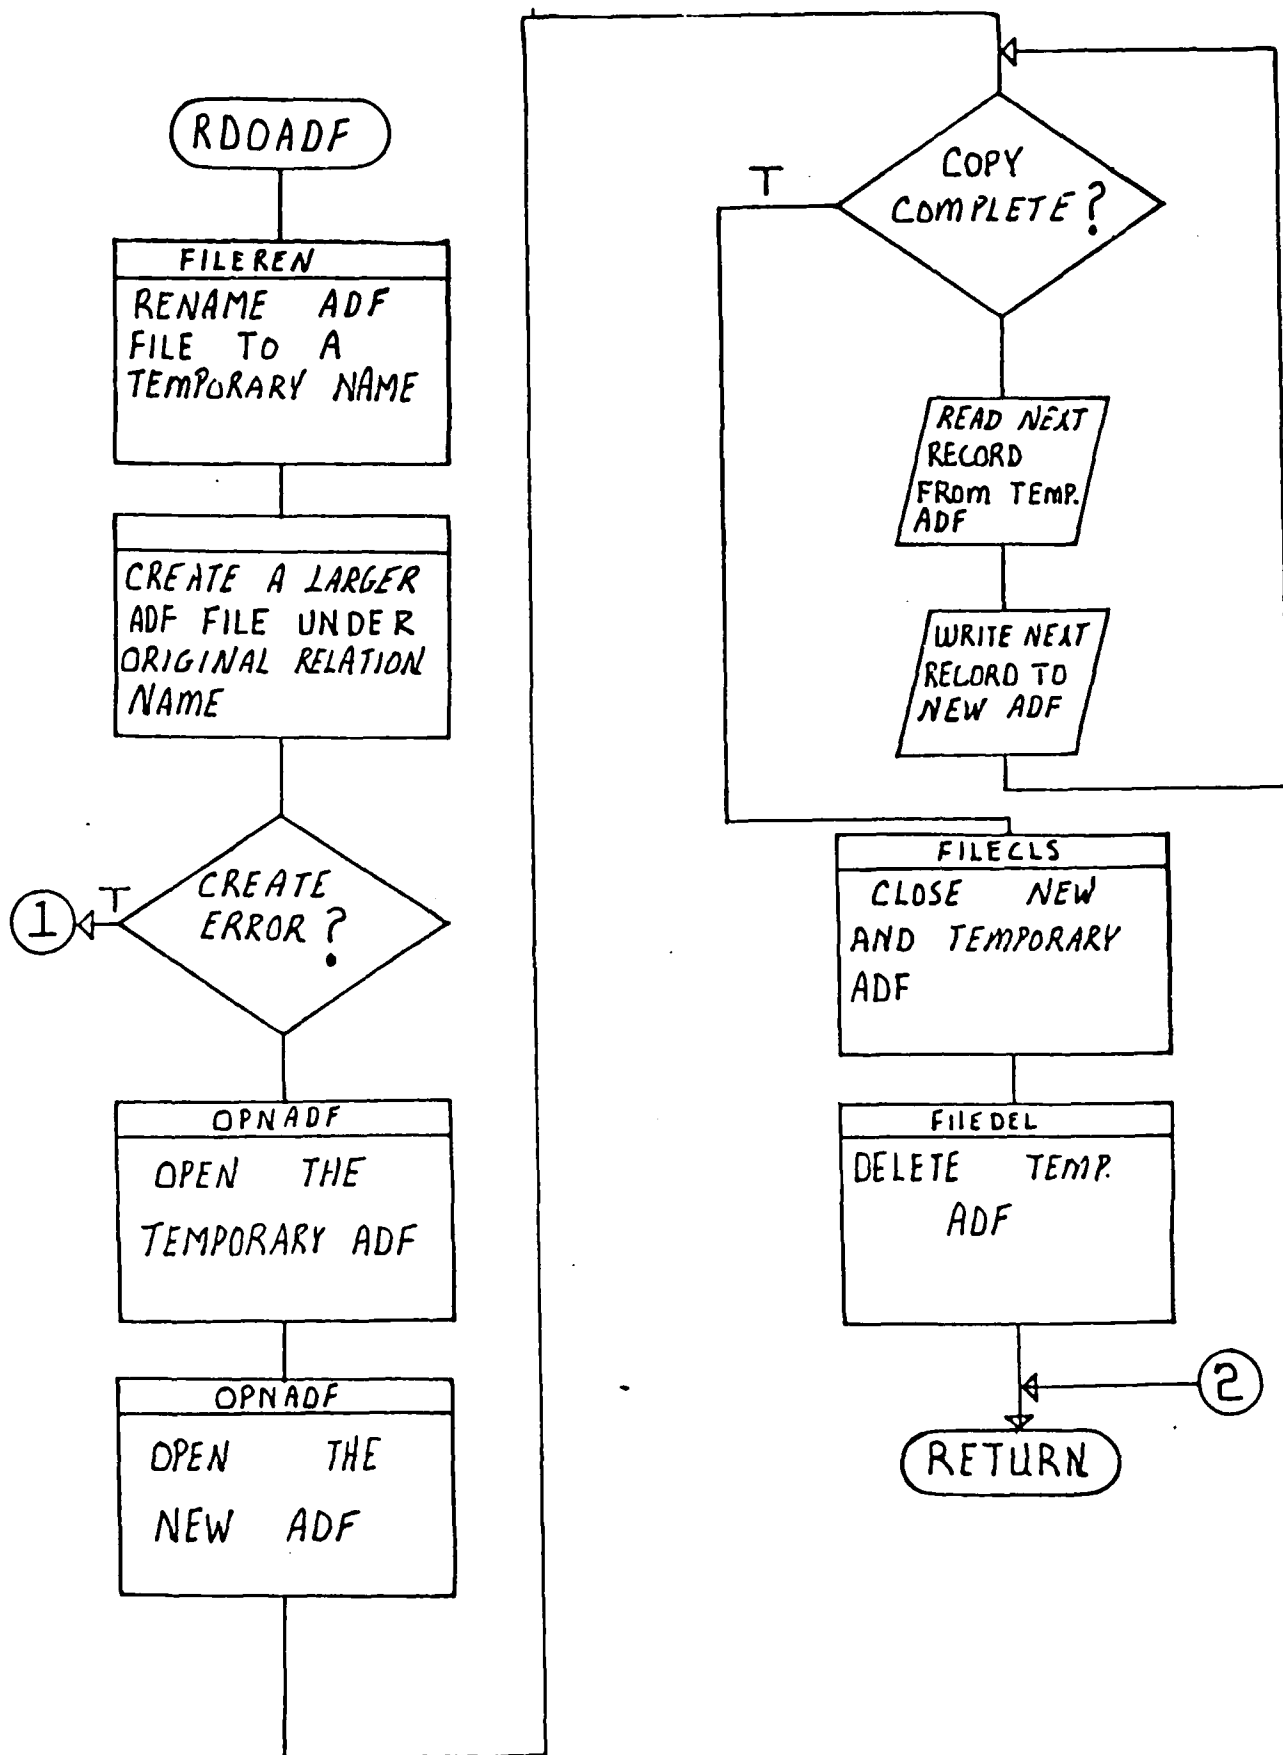 RDOADF
FILEREN
RENAME ADF
FILE TO A
TEMPORARY NAME
CREATE A LARGER
ADF FILE UNDER
ORIGINAL RELATION
NAME
CREATE
ERROR?
T
1
OPNADF
OPEN THE
TEMPORARY ADF
OPNADF
OPEN THE
NEW ADF
COPY
COMPLETE?
T
READ NEXT
RECORD
FROM TEMP.
ADF
WRITE NEXT
RECORD TO
NEW ADF
FILECLS
CLOSE NEW
AND TEMPORARY
ADF
FILEDEL
DELETE TEMP.
ADF
2
RETURN